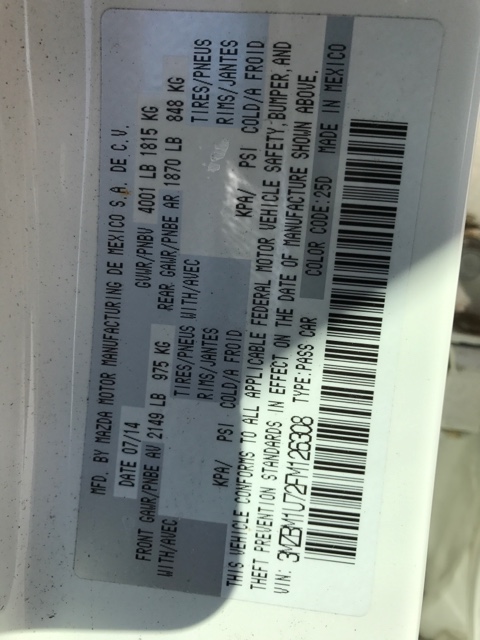 MFD. BY MAZDA MOTOR MANUFACTURING DE MEXICO S.A. DE C.V.
DATE 07/14 GVWR/PNBV 4001 LB 1815 KG
FRONT GAWR/PNBE AV 2149 LB 975 KG REAR GAWR/PNBE AR 1870 LB 848 KG
WITH/AVEC TIRES/PNEUS WITH/AVEC TIRES/PNEUS
RIMS/JANTES RIMS/JANTES
KPA/ PSI COLD/A FROID KPA/ PSI COLD/A FROID
THIS VEHICLE CONFORMS TO ALL APPLICABLE FEDERAL MOTOR VEHICLE SAFETY, BUMPER, AND
THEFT PREVENTION STANDARDS IN EFFECT ON THE DATE OF MANUFACTURE SHOWN ABOVE.
VIN: 3MZBM1U72FM126308 TYPE:PASS CAR COLOR CODE:25D MADE IN MEXICO